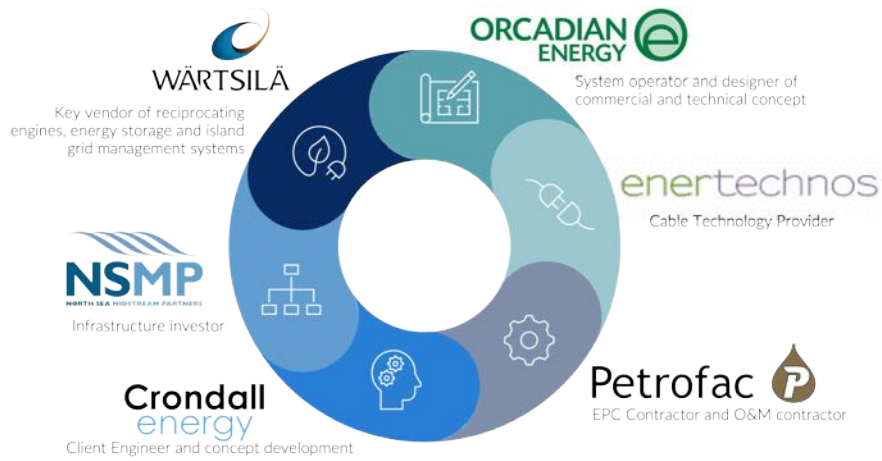 WÄRTSILÄ
Key vendor of reciprocating
engines, energy storage and island
grid management systems
ORCADIAN
ENERGY
e
System operator and designer of
commercial and technical concept
enertechnos
Cable Technology Provider
NSMP
NORTH SEA MIDSTREAM PARTNERS
Infrastructure investor
Petrofac
P
EPC Contractor and O&M contractor
Crondall
energy
Client Engineer and concept development